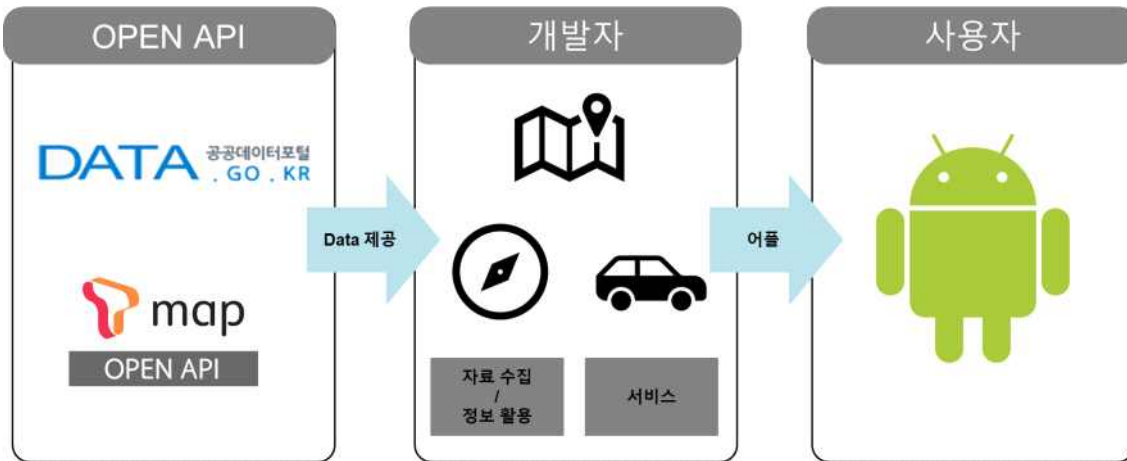 OPEN API
DATA 공공데이터포털
. GO . KR
T map
OPEN API
Data 제공
개발자
자료 수집
/
정보 활용
서비스
어플
사용자